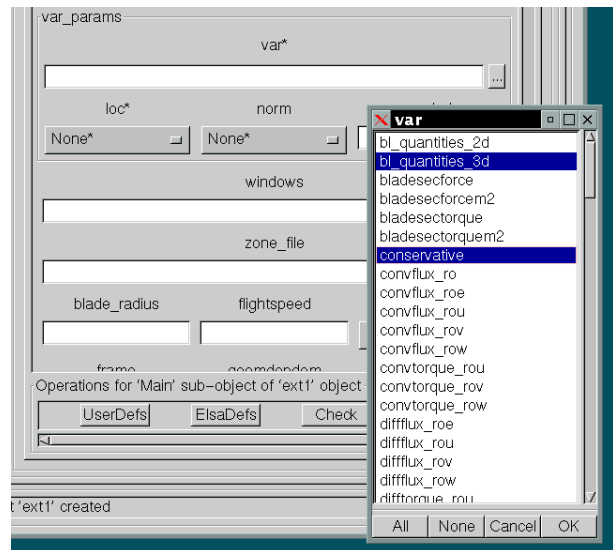 var_params
var*
...
loc*
norm
None*
None*
windows
zone_file
blade_radius
flightspeed
Operations for 'Main' sub-object of 'ext1' object
UserDefs
ElsaDefs
Check
t 'ext1' created
var
bl_quantities_2d
bl_quantities_3d
bladesecforce
bladesecforcem2
bladesectorque
bladesectorquem2
conservative
convflux_ro
convflux_roe
convflux_rou
convflux_rov
convflux_row
convtorque_rou
convtorque_rov
convtorque_row
diffflux_roe
diffflux_rou
diffflux_rov
diffflux_row
difftorque_rou
All
None
Cancel
OK